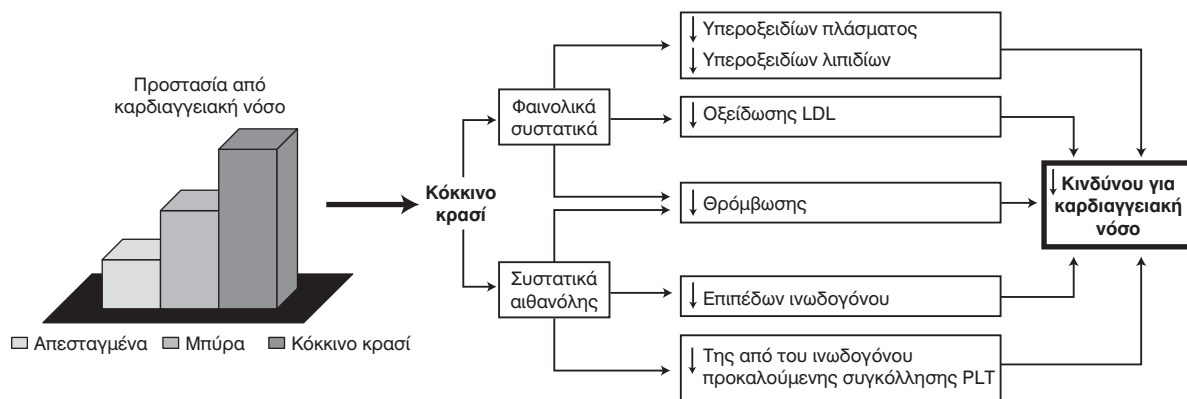 Προστασία από
καρδιαγγειακή νόσο
Απεσταγμένα
Μπύρα
Κόκκινο κρασί
Κόκκινο
κρασί
Φαινολικά
συστατικά
Συστατικά
αιθανόλης
↓ Υπεροξειδίων πλάσματος
↓ Υπεροξειδίων λιπιδίων
↓ Οξείδωσης LDL
↓ Θρόμβωσης
↓ Επιπέδων ινωδογόνου
↓ Της από του ινωδογόνου
προκαλούμενης συγκόλλησης PLT
↓ Κινδύνου για
καρδιαγγειακή
νόσο